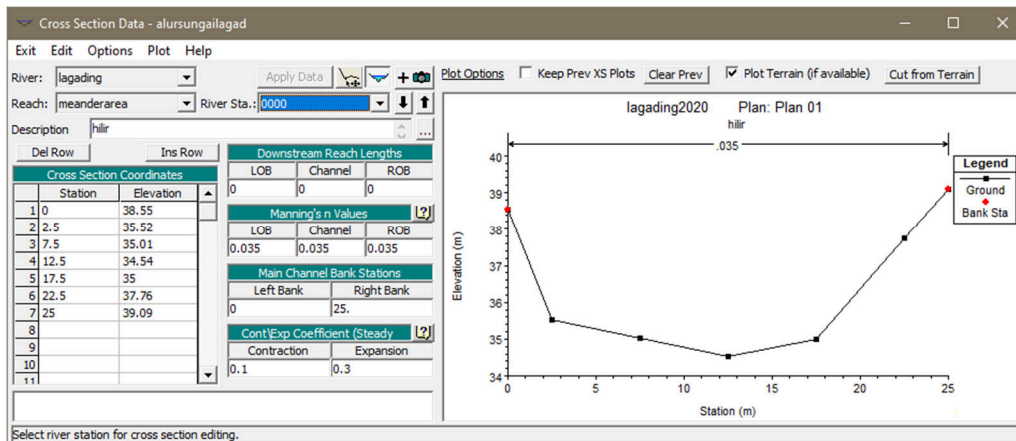 Cross Section Data - alursungailagad
Exit Edit Options Plot Help
River: lagading Apply Data
Reach: meanderarea River Sta.: 0000
Description hilir ...
Del Row Ins Row
Cross Section Coordinates
Station Elevation
1 0 38.55
2 2.5 35.52
3 7.5 35.01
4 12.5 34.54
5 17.5 35
6 22.5 37.76
7 25 39.09
8
9
10
11
Downstream Reach Lengths
LOB Channel ROB
0 0 0
Manning's n Values ?
LOB Channel ROB
0.035 0.035 0.035
Main Channel Bank Stations
Left Bank Right Bank
0 25.
Cont\Exp Coefficient (Steady ?
Contraction Expansion
0.1 0.3
Plot Options Keep Prev XS Plots Clear Prev Plot Terrain (if available) Cut from Terrain
lagading2020 Plan: Plan 01
hilir
.035
Legend
Ground
Bank Sta
Elevation (m)
40
39
38
37
36
35
34
0 5 10 15 20 25
Station (m)
Select river station for cross section editing.